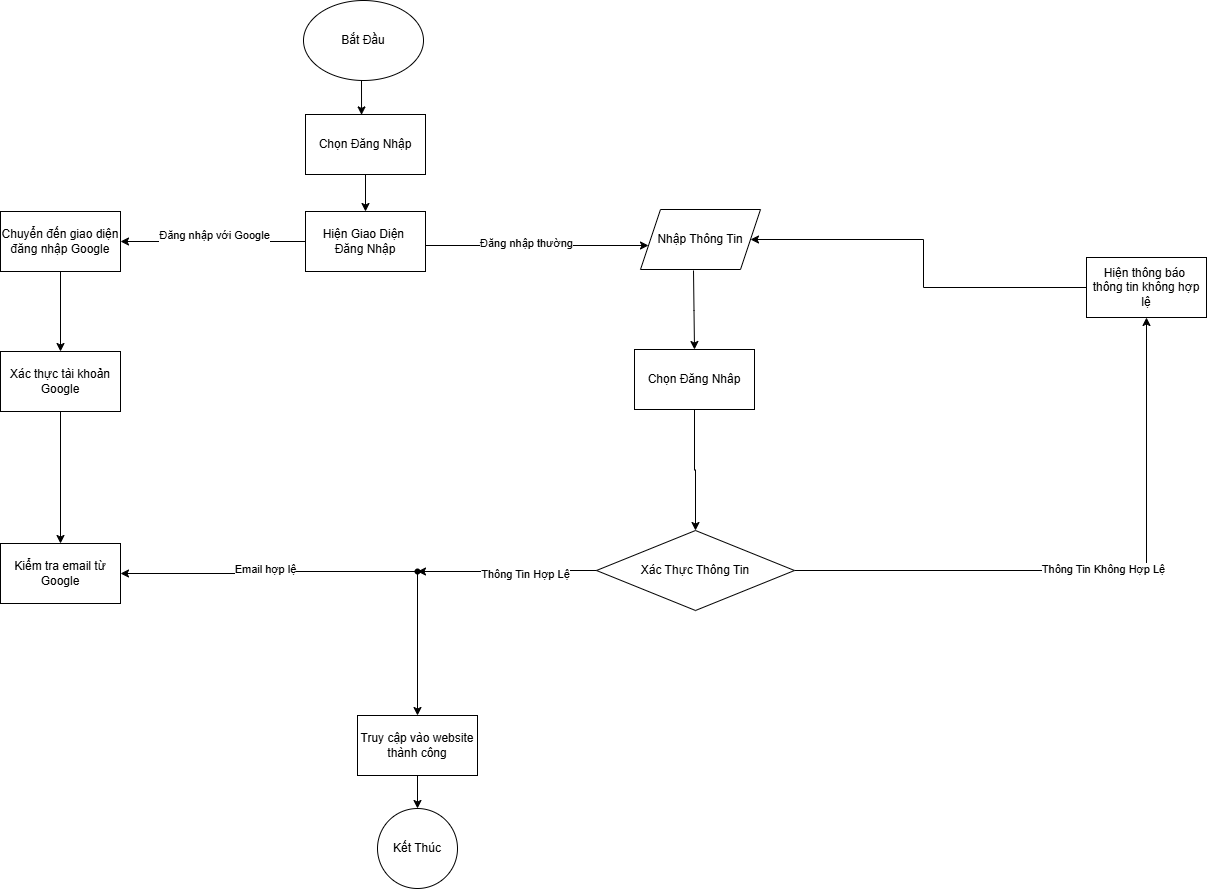 Bắt Đầu
Chọn Đăng Nhập
Chuyển đến giao diện
đăng nhập Google
Đăng nhập với Google
Hiện Giao Diện
Đăng Nhập
Đăng nhập thường
Nhập Thông Tin
Hiện thông báo
thông tin không hợp
lệ
Xác thực tài khoản
Google
Chọn Đăng Nhâp
Kiểm tra email từ
Google
Email hợp lệ
Thông Tin Hợp Lệ
Xác Thực Thông Tin
Thông Tin Không Hợp Lệ
Truy cập vào website
thành công
Kết Thúc